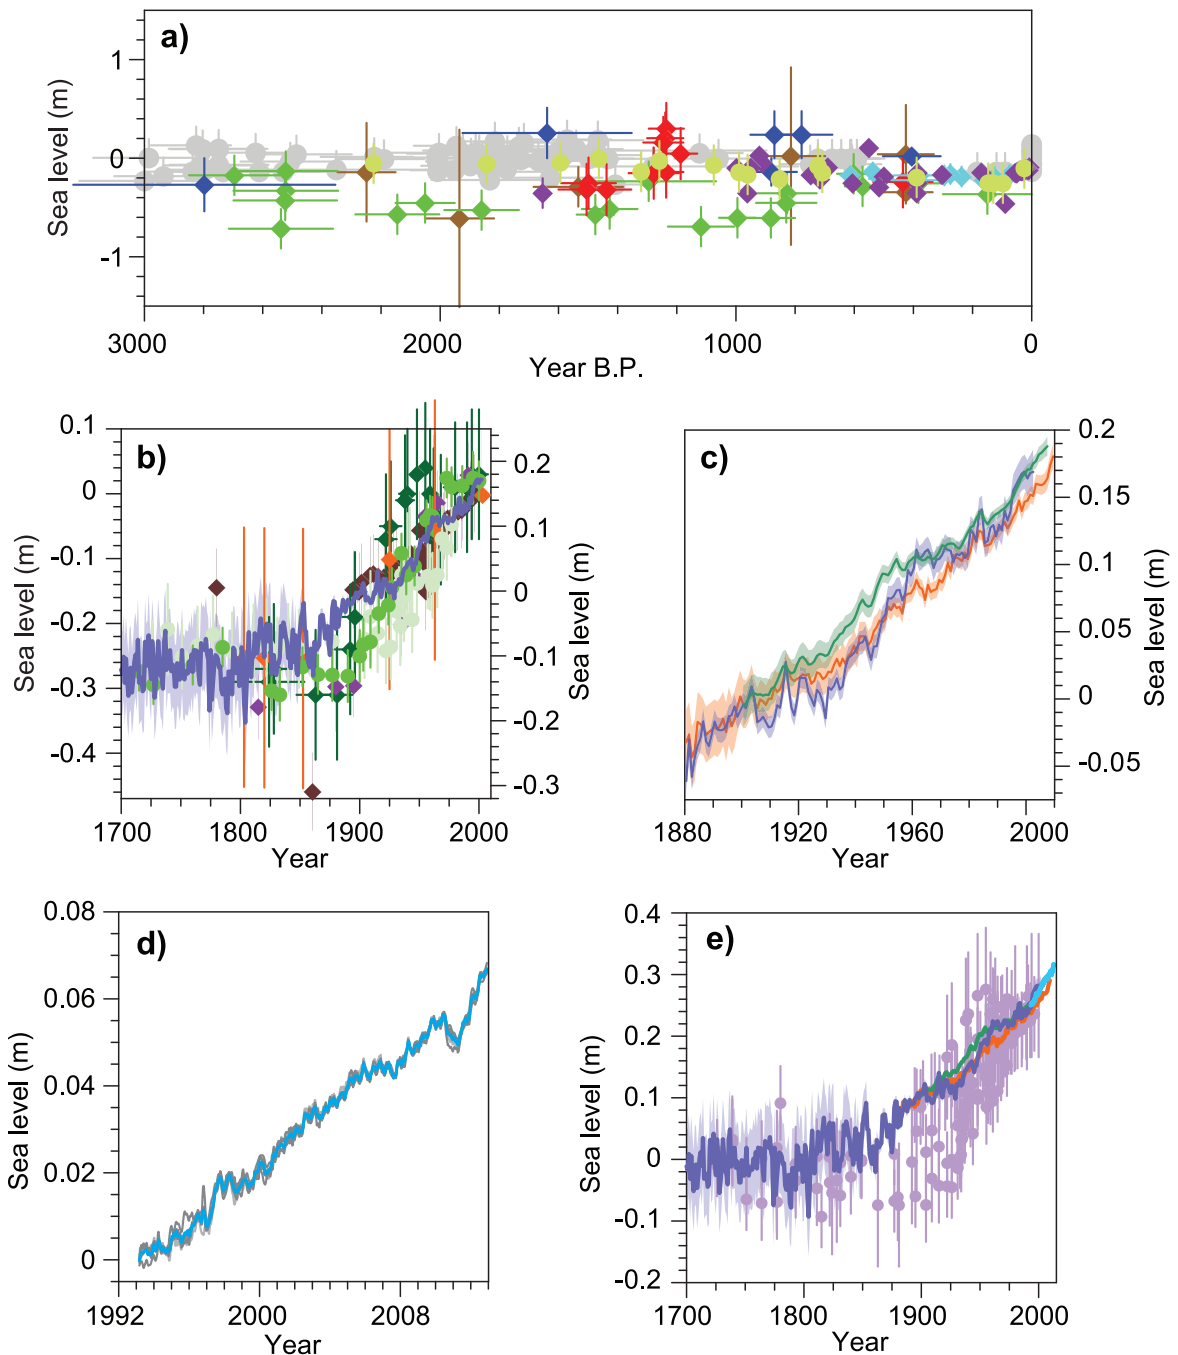 a)
1
0
-1
Sea level (m)
3000 2000 1000 0
Year B.P.
b)
0.1
0
-0.1
-0.2
-0.3
-0.4
Sea level (m)
0.2
0.1
0
-0.1
-0.2
-0.3
Sea level (m)
1700 1800 1900 2000
Year
c)
0.2
0.15
0.1
0.05
0
-0.05
Sea level (m)
1880 1920 1960 2000
Year
d)
0.08
0.06
0.04
0.02
0
Sea level (m)
1992 2000 2008
Year
e)
0.4
0.3
0.2
0.1
0
-0.1
-0.2
Sea level (m)
1700 1800 1900 2000
Year